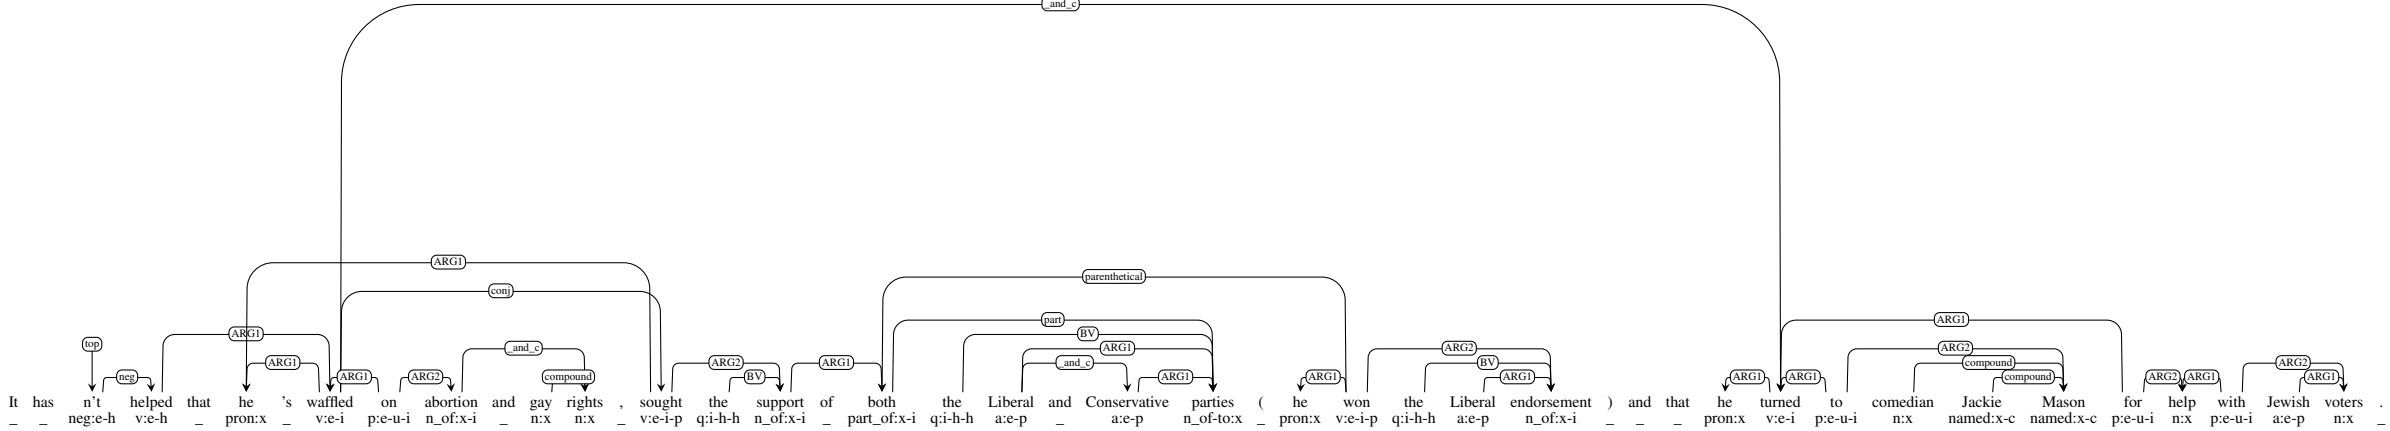 _and_c
ARG1
parenthetical
conj
part
ARG1
top
ARG1
BV
_and_c
ARG1
ARG2
ARG2
compound
ARG1
ARG2
ARG1
_and_c
BV
ARG2
neg
ARG1
ARG2
compound
BV
ARG1
ARG1
ARG1
ARG1
ARG1
compound
ARG2
ARG1
ARG1
It has n't helped that he 's waffled on abortion and gay rights , sought the support of both the Liberal and Conservative parties ( he won the Liberal endorsement ) and that he turned to comedian Jackie Mason for help with Jewish voters .
_ _ neg:e-h v:e-h _ pron:x _ v:e-i p:e-u-i n_of:x-i _ n:x n:x _ v:e-i-p q:i-h-h n_of:x-i _ part_of:x-i q:i-h-h a:e-p _ a:e-p n_of-to:x _ pron:x v:e-i-p q:i-h-h a:e-p n_of:x-i _ _ _ pron:x v:e-i p:e-u-i n:x named:x-c named:x-c p:e-u-i n:x p:e-u-i a:e-p n:x _